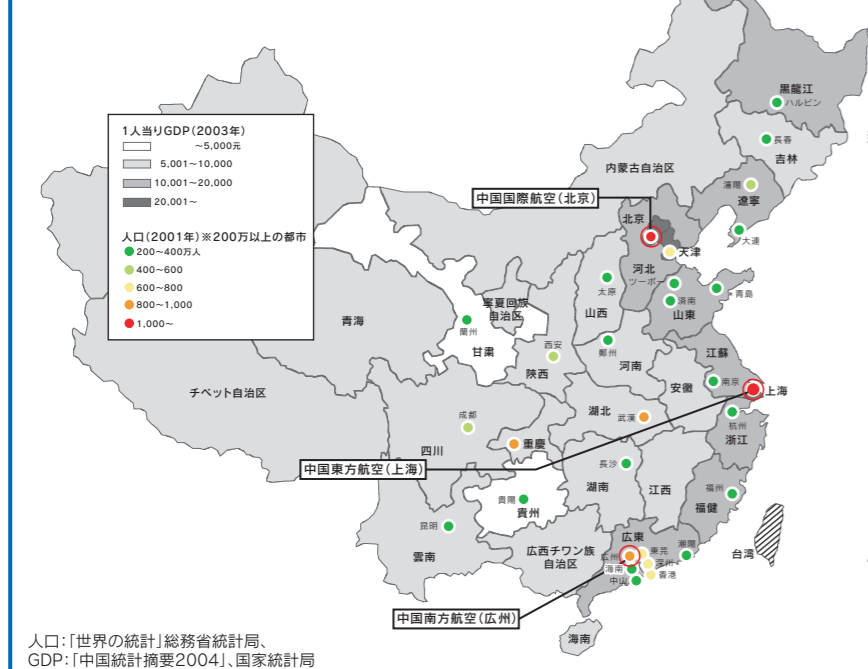 1人当りGDP（2003年）
～5,000元
5,001～10,000
10,001～20,000
20,001～
人口（2001年）※200万以上の都市
200～400万人
400～600
600～800
800～1,000
1,000～
黒龍江
ハルビン
長春
吉林
内蒙古自治区
瀋陽
遼寧
中国国際航空（北京）
北京
大連
天津
河北
ツーポー
太原
青島
済南
山東
山西
寧夏回族
自治区
青海
蘭州
甘粛
江蘇
西安
鄭州
河南
陝西
南京
安徽
上海
チベット自治区
湖北
武漢
杭州
浙江
成都
重慶
四川
中国東方航空（上海）
長沙
湖南
江西
貴陽
貴州
福州
福健
昆明
雲南
広西チワン族
自治区
広東
潮陽
広州
東莞
深州
台湾
海南
香港
中山
中国南方航空（広州）
海南
人口：「世界の統計」総務省統計局、
GDP：「中国統計摘要2004」、国家統計局